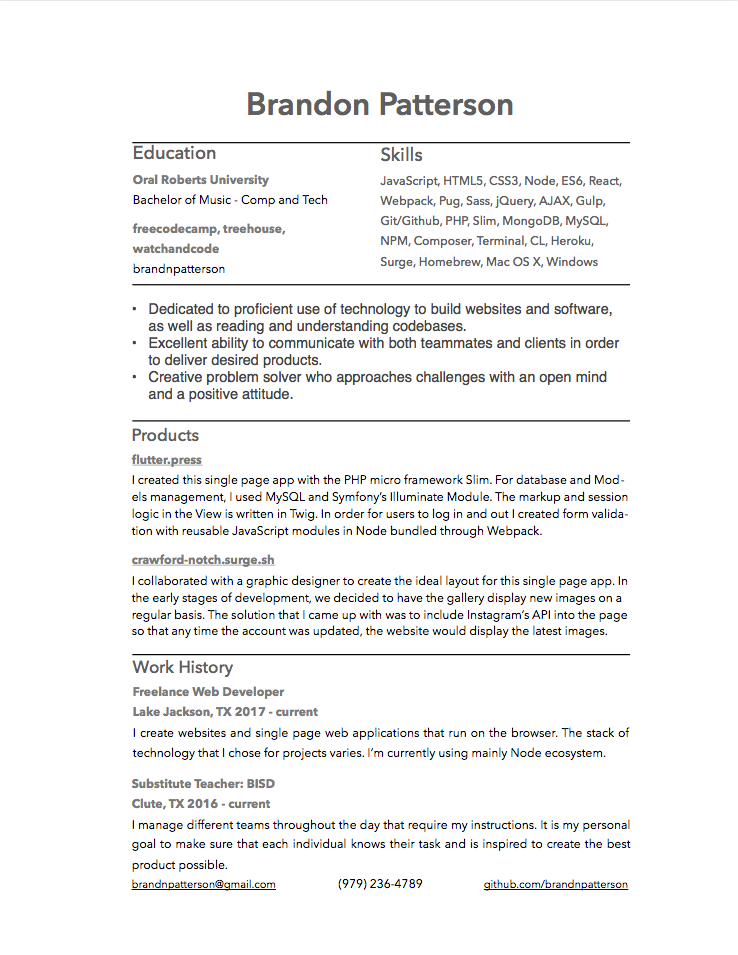 Brandon Patterson
Education
Oral Roberts University
Bachelor of Music - Comp and Tech
freecodecamp, treehouse,
watchandcode
brandnpatterson
Skills
JavaScript, HTML5, CSS3, Node, ES6, React,
Webpack, Pug, Sass, jQuery, AJAX, Gulp,
Git/Github, PHP, Slim, MongoDB, MySQL,
NPM, Composer, Terminal, CL, Heroku,
Surge, Homebrew, Mac OS X, Windows
• Dedicated to proficient use of technology to build websites and software,
as well as reading and understanding codebases.
• Excellent ability to communicate with both teammates and clients in order
to deliver desired products.
• Creative problem solver who approaches challenges with an open mind
and a positive attitude.
Products
flutter.press
I created this single page app with the PHP micro framework Slim. For database and Mod-
els management, I used MySQL and Symfony's Illuminate Module. The markup and session
logic in the View is written in Twig. In order for users to log in and out I created form valida-
tion with reusable JavaScript modules in Node bundled through Webpack.
crawford-notch.surge.sh
I collaborated with a graphic designer to create the ideal layout for this single page app. In
the early stages of development, we decided to have the gallery display new images on a
regular basis. The solution that I came up with was to include Instagram's API into the page
so that any time the account was updated, the website would display the latest images.
Work History
Freelance Web Developer
Lake Jackson, TX 2017 - current
I create websites and single page web applications that run on the browser. The stack of
technology that I chose for projects varies. I'm currently using mainly Node ecosystem.
Substitute Teacher: BISD
Clute, TX 2016 - current
I manage different teams throughout the day that require my instructions. It is my personal
goal to make sure that each individual knows their task and is inspired to create the best
product possible.
brandnpatterson@gmail.com (979) 236-4789 github.com/brandnpatterson